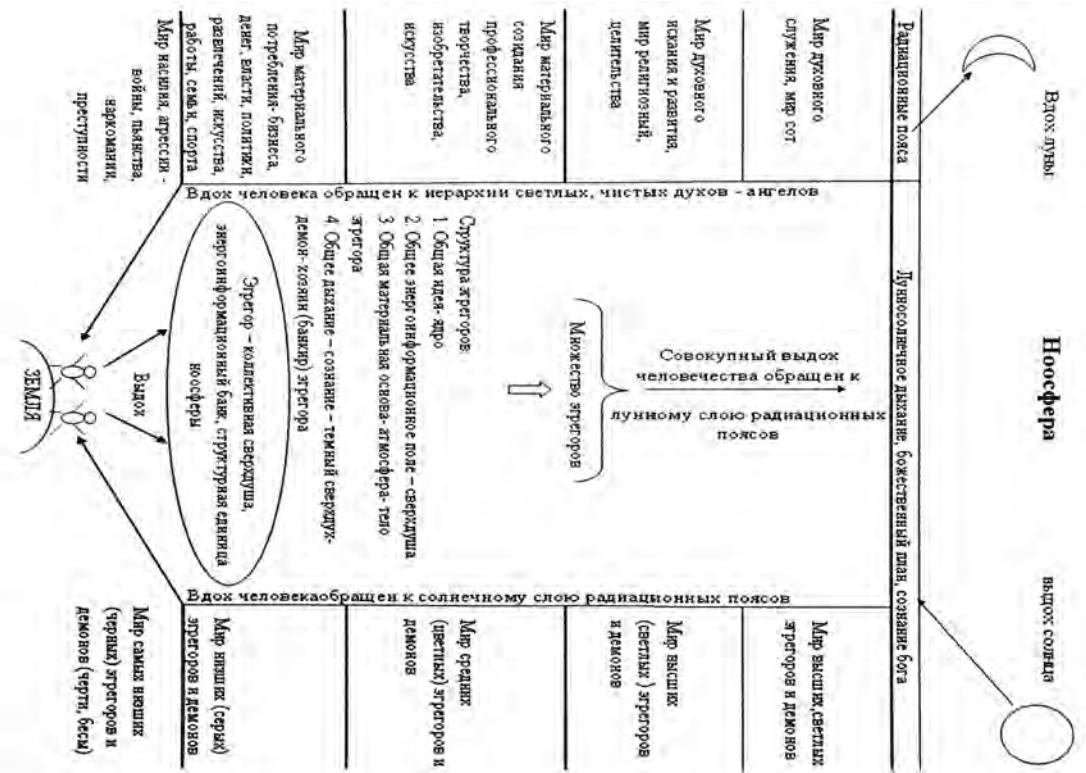 Ноосфера
Вдох луны
выдох солнца
Радиационные пояса
Лунносолнечное дыхание, божественный план, сознание бога
Мир духовного
служения, мир сот
Мир высших светлых
эгрегоров и демонов
Мир духовного
искания и развития,
мир религиозный,
целительства
Мир высших
(светлых) эгрегоров
и демонов
Мир материального
созидания
профессионального
творчества,
изобретательства,
искусства
Мир средних
(цветных) эгрегоров и
демонов
Мир материального
потребления- бизнеса,
денег, власти, политики,
развлечений, искусства,
работы, семьи, спорта
Мир низших (серых)
эгрегоров и демонов
Мир насилия, агрессии -
войны, пьянства,
наркомании,
преступности
Мир самых низших
(черных) эгрегоров и
демонов (черти, бесы)
Вдох человека обращен к иерархии светлых, чистых духов - ангелов
Вдох человекаобращен к солнечному слою радиационных поясов
Совокупный выдох
человечества обращен к
лунному слою радиационных
поясов
Множество эгрегоров
Структура эгрегоров:
1. Общая идея- ядро
2. Общее энергоинформационное поле – сверхдуша
3. Общая материальная основа- атмосфера- тело
эгрегора
4. Общее дыхание – сознание – темный сверхдух-
демон- хозяин (банкир) эгрегора
Эгрегор – коллективная сверхдуша,
энергоинформационный банк, структурная единица
ноосферы
Выдох
ЗЕМЛЯ